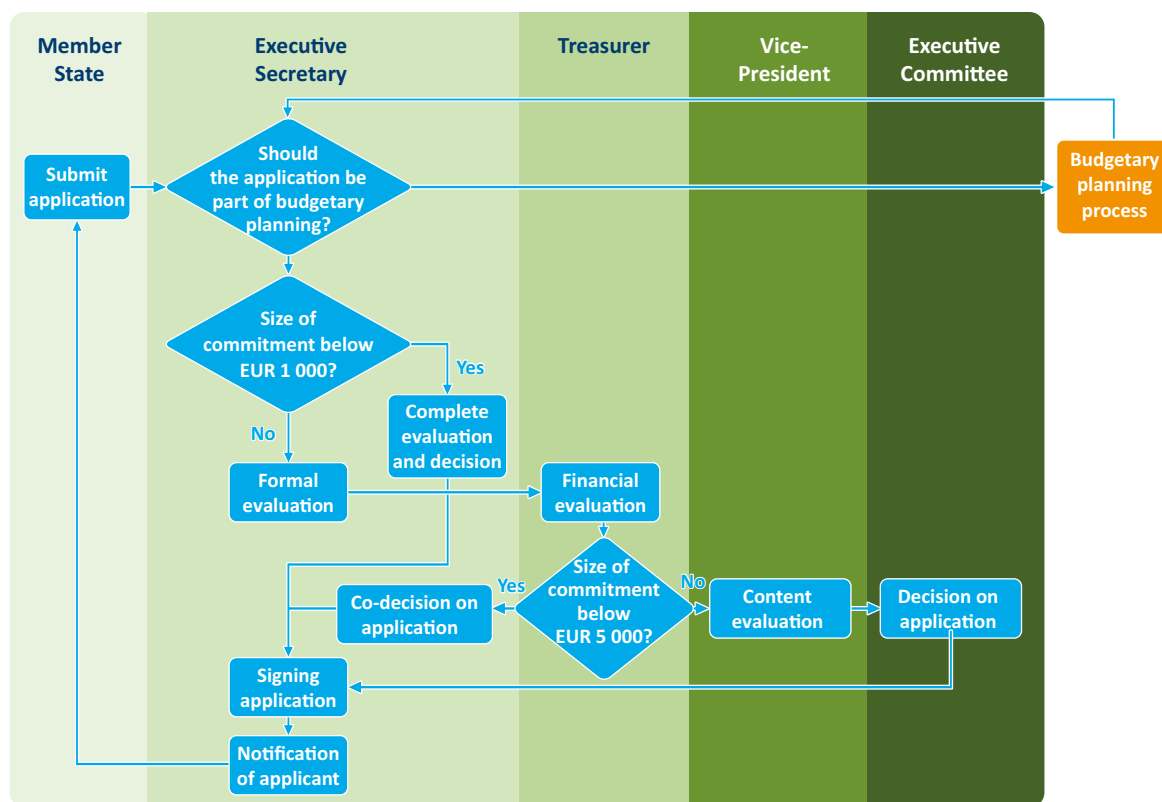 Member
State
Executive
Secretary
Treasurer
Vice-
President
Executive
Committee
Submit
application
Should
the application be
part of budgetary
planning?
Budgetary
planning
process
Size of
commitment below
EUR 1 000?
Yes
No
Complete
evaluation
and decision
Formal
evaluation
Financial
evaluation
Size of
commitment
below
EUR 5 000?
Yes
No
Co-decision on
application
Content
evaluation
Decision on
application
Signing
application
Notification
of applicant